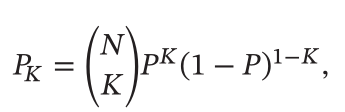 $P_K = \binom{N}{K} P^K (1 - P)^{1-K},$